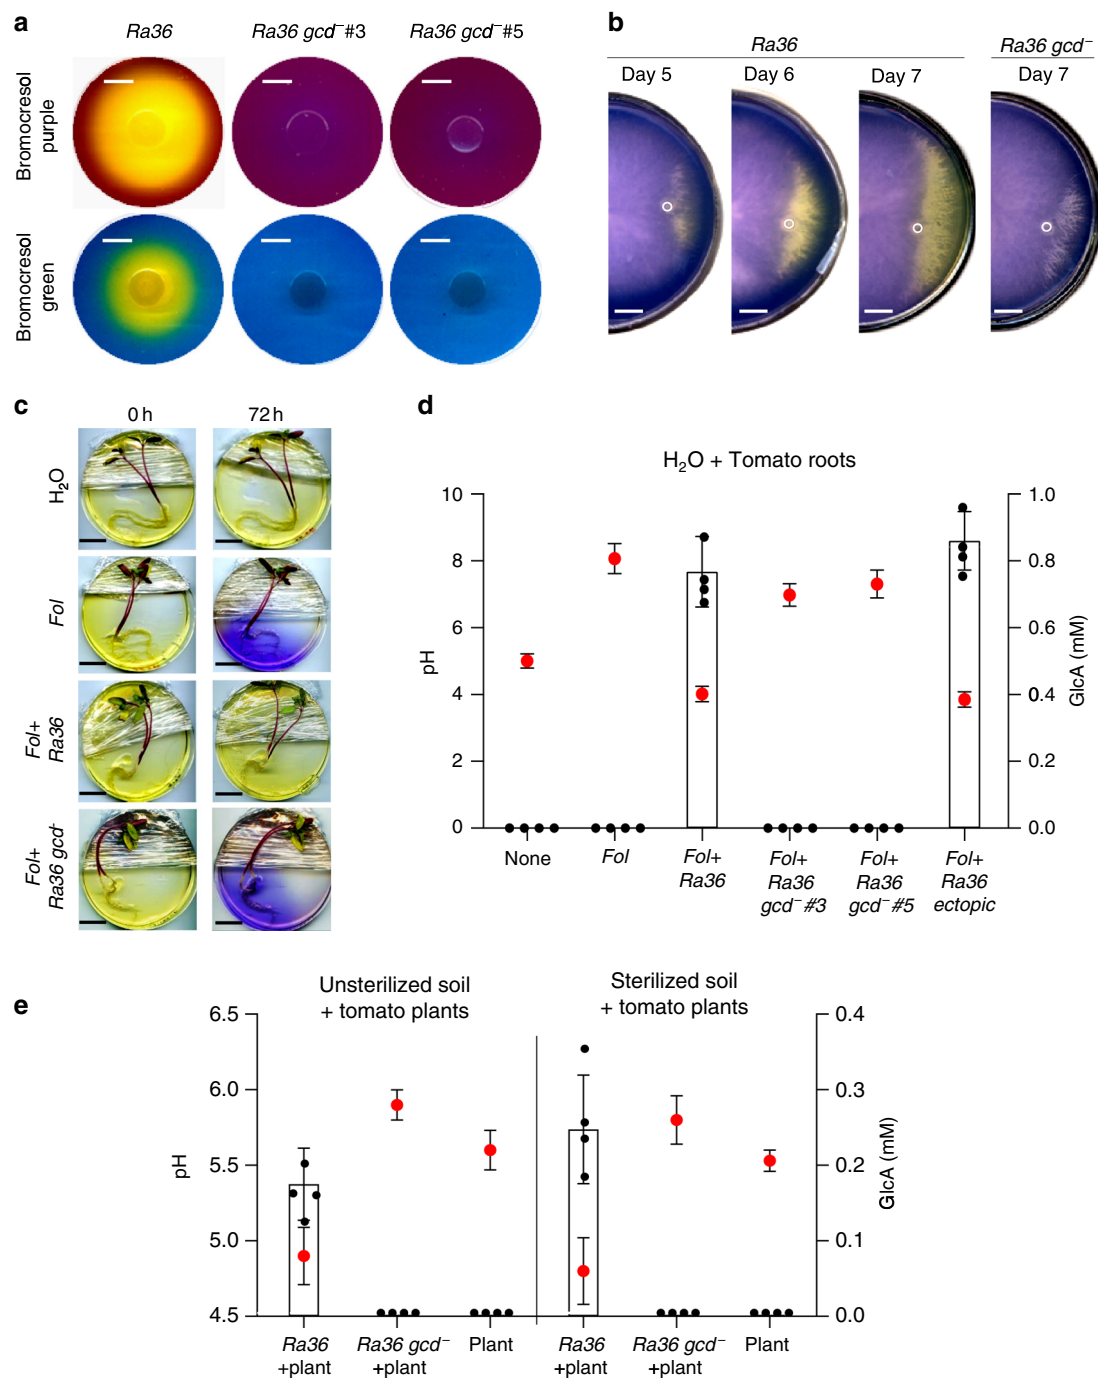 a
Ra36 Ra36 gcd⁻#3 Ra36 gcd⁻#5
Bromocresol
purple
Bromocresol
green
b
Ra36 Ra36 gcd⁻
Day 5 Day 6 Day 7 Day 7
c
0 h 72 h
H₂O
Fol
Fol+
Ra36
Fol+
Ra36 gcd⁻
d
H₂O + Tomato roots
10
8
6
4
2
0
pH
1.0
0.8
0.6
0.4
0.2
0.0
GlcA (mM)
None
Fol
Fol+
Ra36
Fol+
Ra36
gcd⁻#3
Fol+
Ra36
gcd⁻#5
Fol+
Ra36
ectopic
e
Unsterilized soil
+ tomato plants
Sterilized soil
+ tomato plants
6.5
6.0
5.5
5.0
4.5
pH
0.4
0.3
0.2
0.1
0.0
GlcA (mM)
Ra36
+plant
Ra36 gcd⁻
+plant
Plant
Ra36
+plant
Ra36 gcd⁻
+plant
Plant